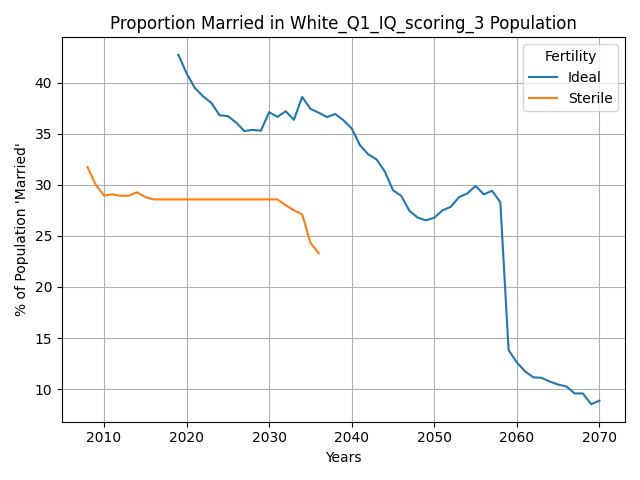 Proportion Married in White_Q1_IQ_scoring_3 Population
% of Population 'Married'
40
35
30
25
20
15
10
Fertility
Ideal
Sterile
2010 2020 2030 2040 2050 2060 2070
Years